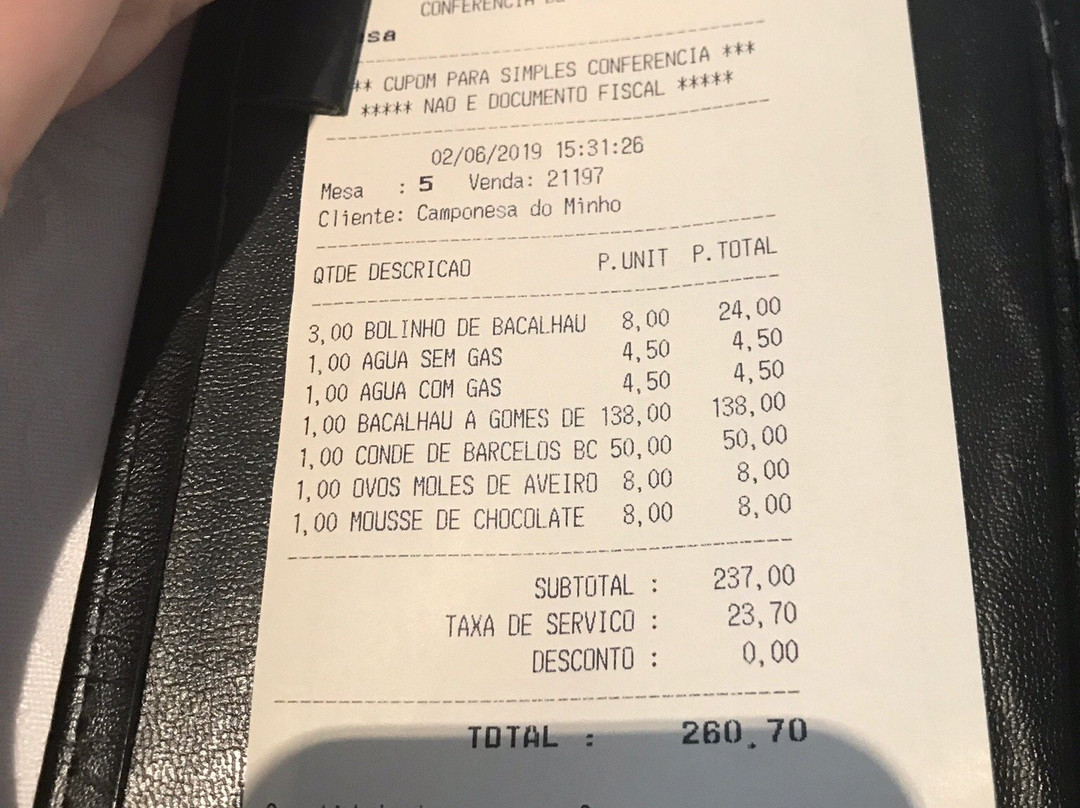 CONFERENCIA DE
sa
** CUPOM PARA SIMPLES CONFERENCIA ***
***** NAO E DOCUMENTO FISCAL *****
02/06/2019 15:31:26
Mesa : 5 Venda: 21197
Cliente: Camponesa do Minho
QTDE DESCRICAO P.UNIT P.TOTAL
3,00 BOLINHO DE BACALHAU 8,00 24,00
1,00 AGUA SEM GAS 4,50 4,50
1,00 AGUA COM GAS 4,50 4,50
1,00 BACALHAU A GOMES DE 138,00 138,00
1,00 CONDE DE BARCELOS BC 50,00 50,00
1,00 OVOS MOLES DE AVEIRO 8,00 8,00
1,00 MOUSSE DE CHOCOLATE 8,00 8,00
SUBTOTAL : 237,00
TAXA DE SERVICO : 23,70
DESCONTO : 0,00
TOTAL : 260.70